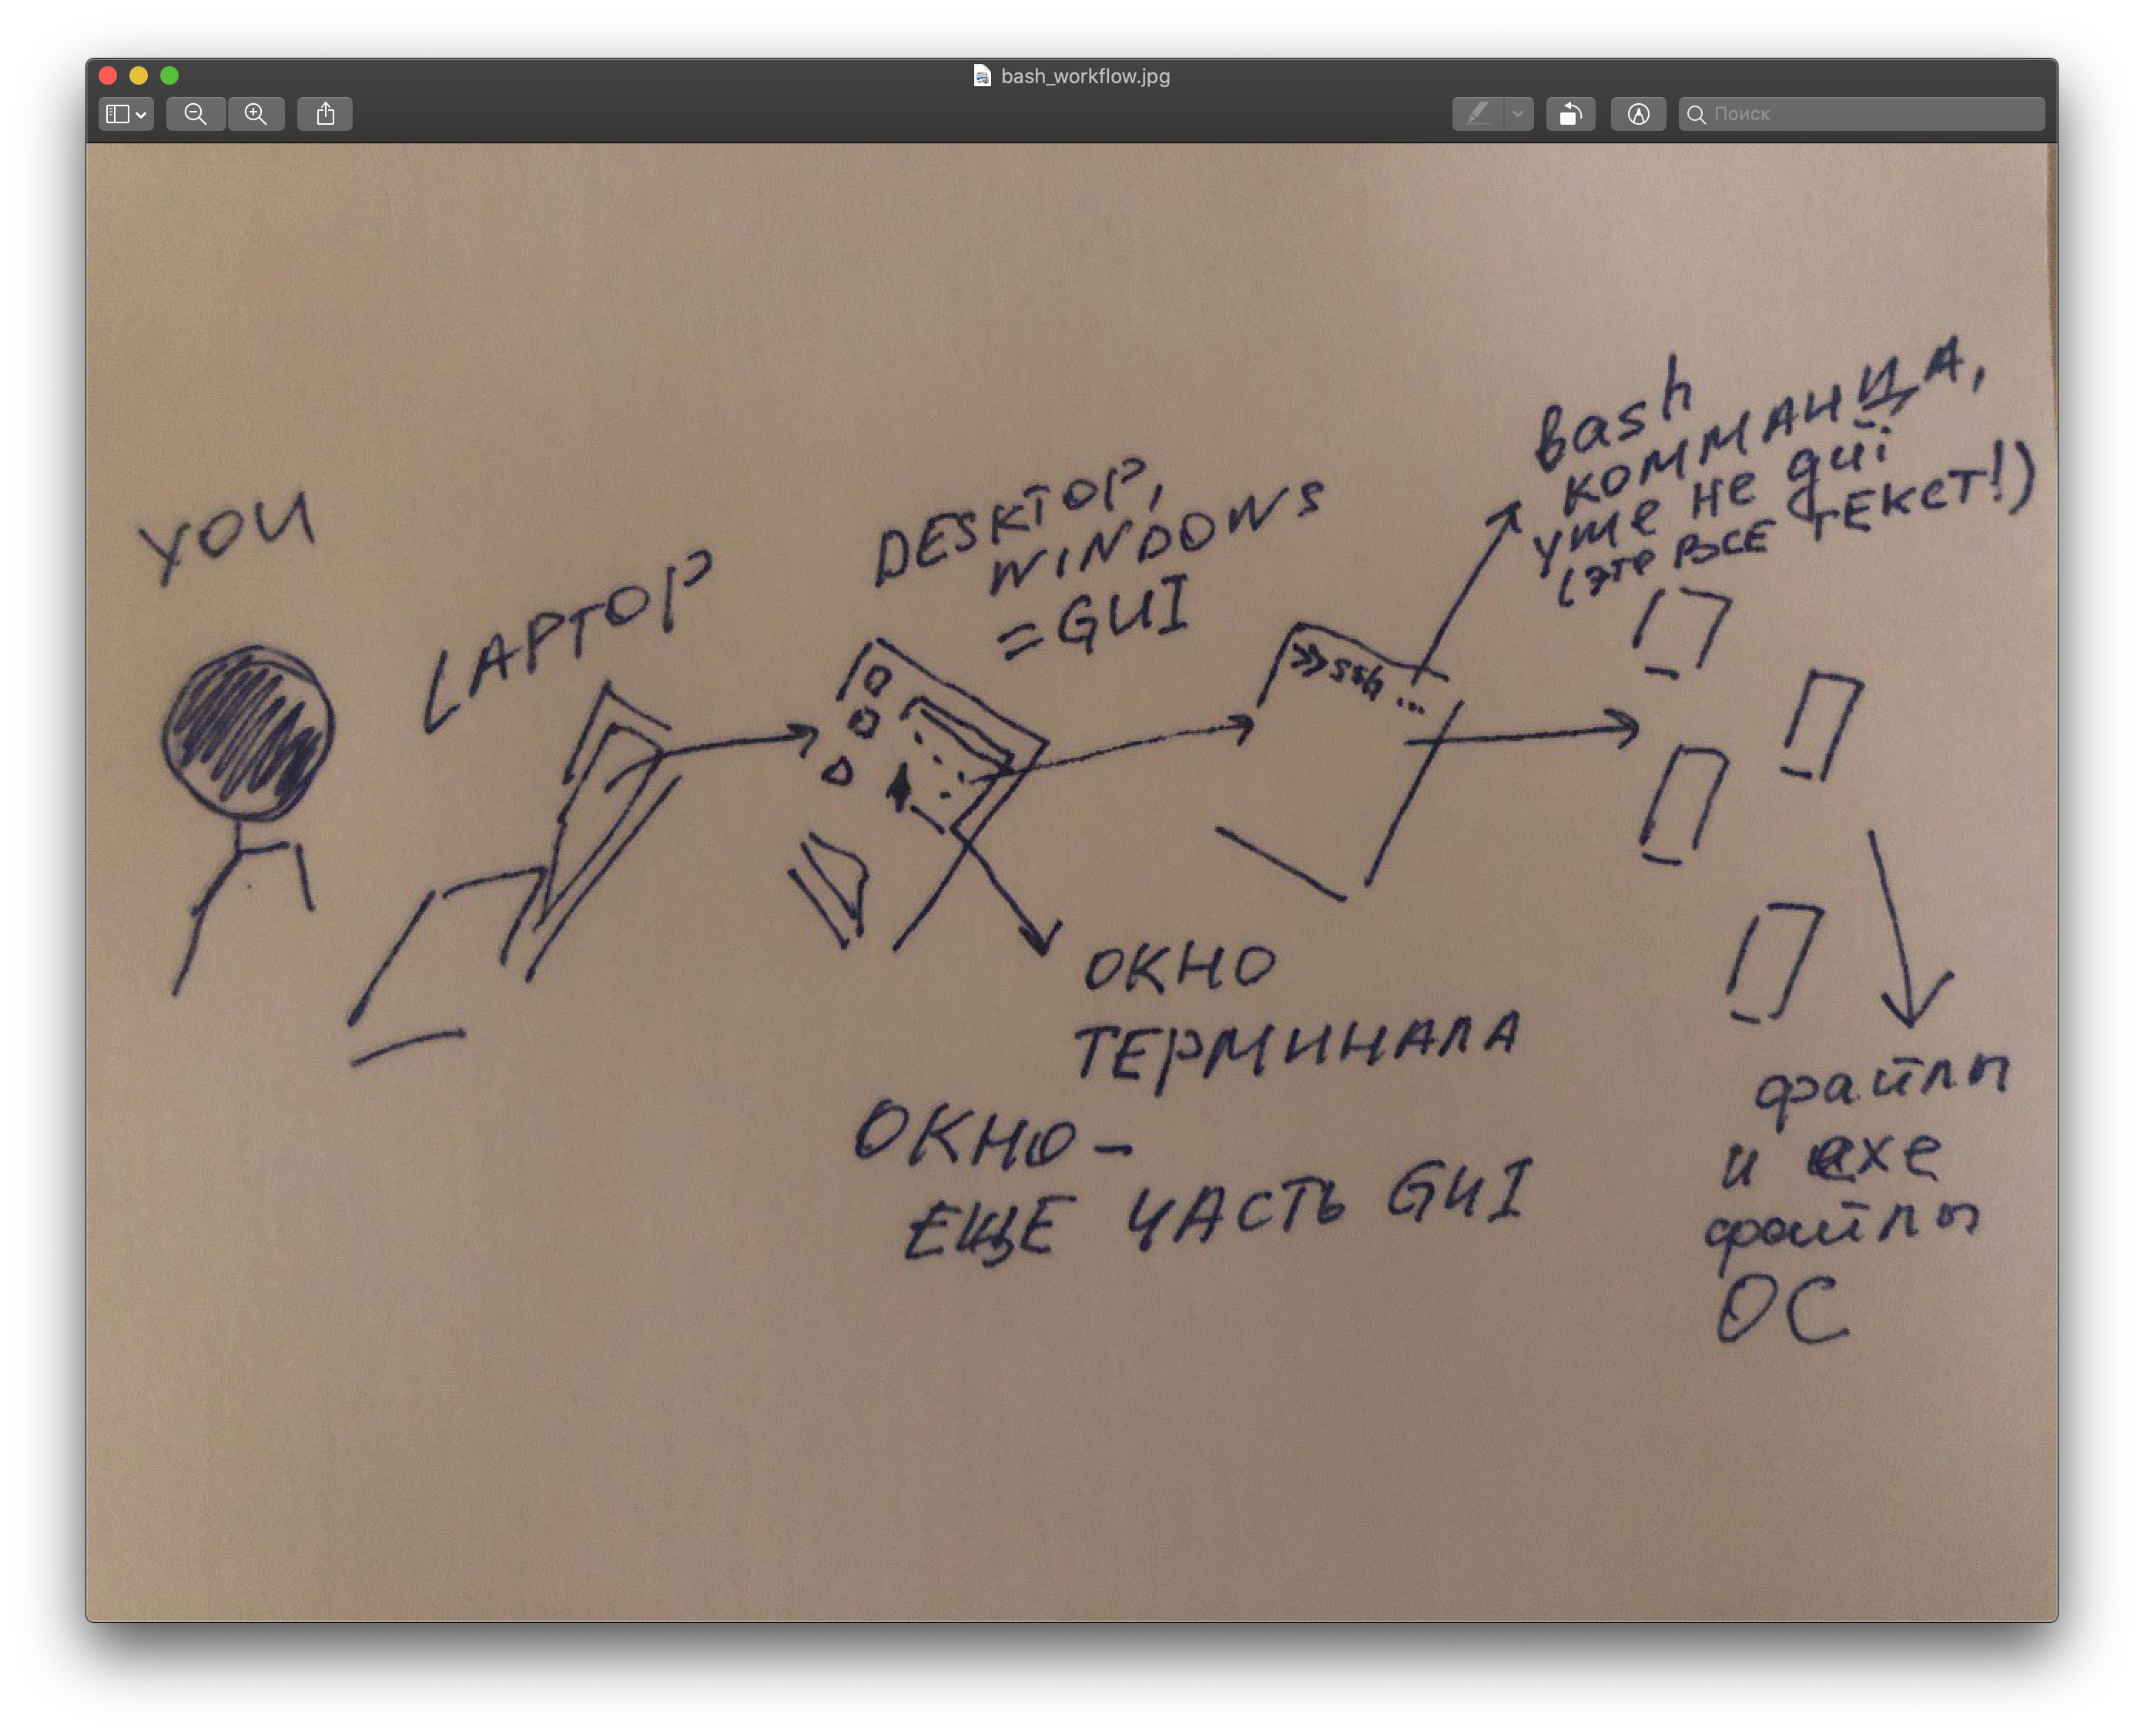 bash_workflow.jpg
Поиск
YOU
LAPTOP
DESKTOP,
WINDOWS
= GUI
>> ssh ...
bash
КОММАНДА,
уже не gui
(это ВСЕ ТЕКСТ!)
ОКНО
ТЕРМИНАЛА
ОКНО –
ЕЩЕ ЧАСТЬ GUI
файлы
и exe
файлы
ОС